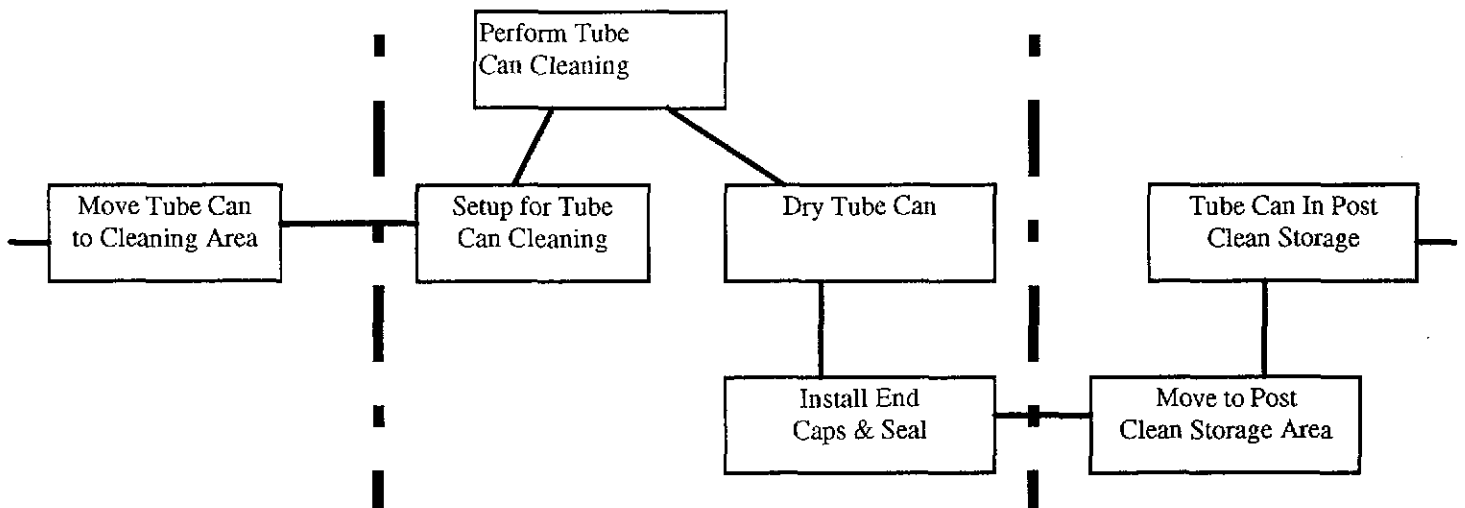 Perform Tube
Can Cleaning
Move Tube Can
to Cleaning Area
Setup for Tube
Can Cleaning
Dry Tube Can
Tube Can In Post
Clean Storage
Install End
Caps & Seal
Move to Post
Clean Storage Area